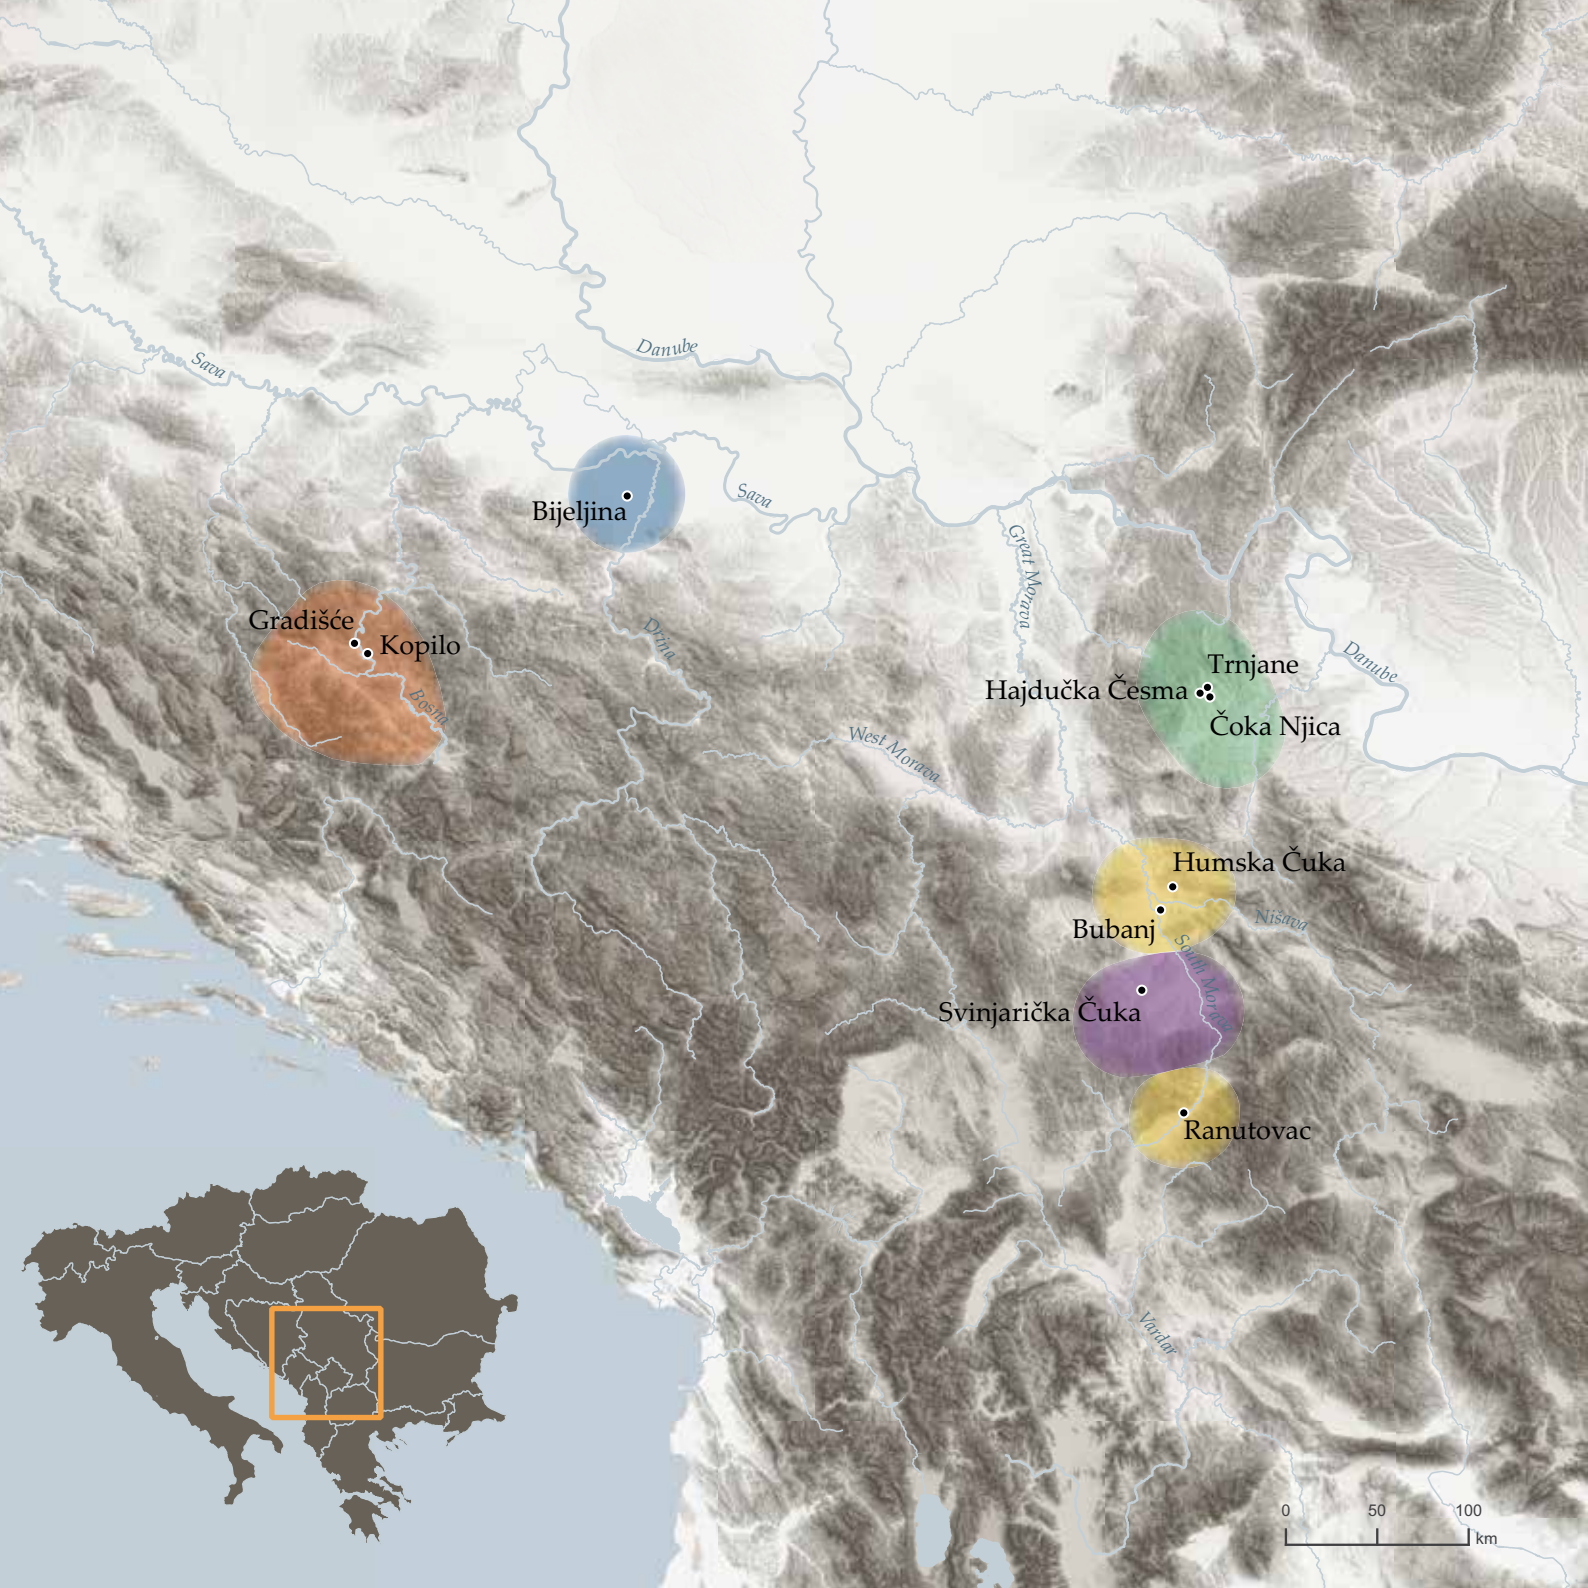 Danube
Sava
Sava
Bijeljina
Great Morava
Gradišće
Kopilo
Drina
Danube
Trnjane
Hajdučka Česma
Čoka Njica
Bosna
West Morava
Humska Čuka
Nišava
Bubanj
South Morava
Svinjarička Čuka
Ranutovac
Vardar
0 50 100
km